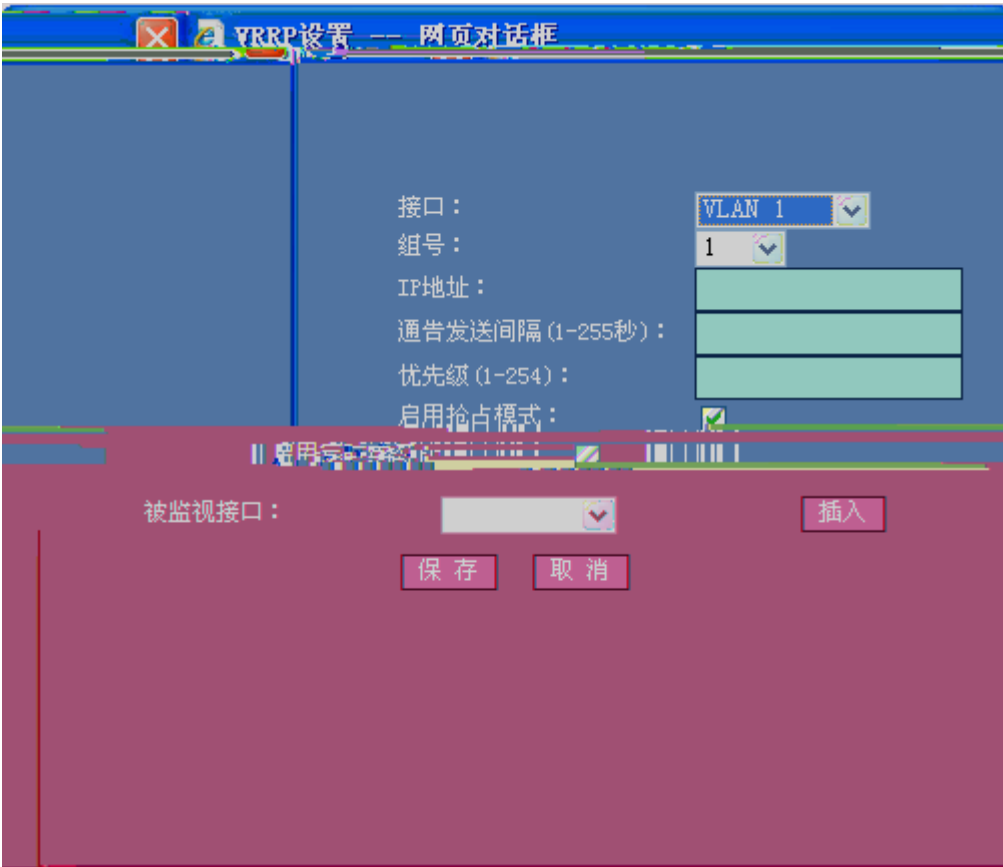 VRRP设置 -- 网页对话框
接口： VLAN 1
组号： 1
IP地址：
通告发送间隔(1-255秒)：
优先级(1-254)：
启用抢占模式：
启用
被监视接口： 插入
保 存 取 消